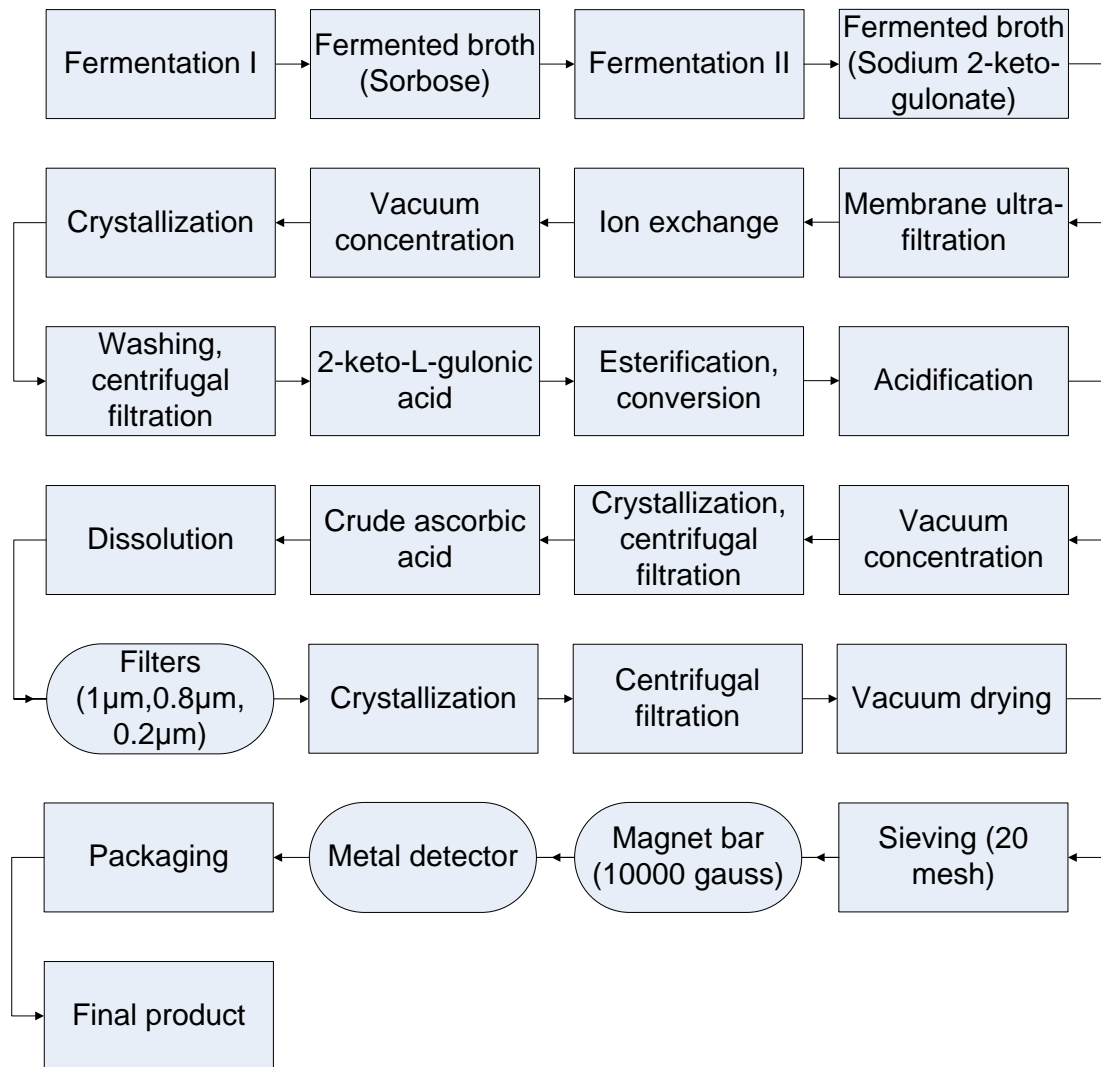 Fermentation I
Fermented broth
(Sorbose)
Fermentation II
Fermented broth
(Sodium 2-keto-
gulonate)
Crystallization
Vacuum
concentration
Ion exchange
Membrane ultra-
filtration
Washing,
centrifugal
filtration
2-keto-L-gulonic
acid
Esterification,
conversion
Acidification
Dissolution
Crude ascorbic
acid
Crystallization,
centrifugal
filtration
Vacuum
concentration
Filters
(1μm,0.8μm,
0.2μm)
Crystallization
Centrifugal
filtration
Vacuum drying
Packaging
Metal detector
Magnet bar
(10000 gauss)
Sieving (20
mesh)
Final product